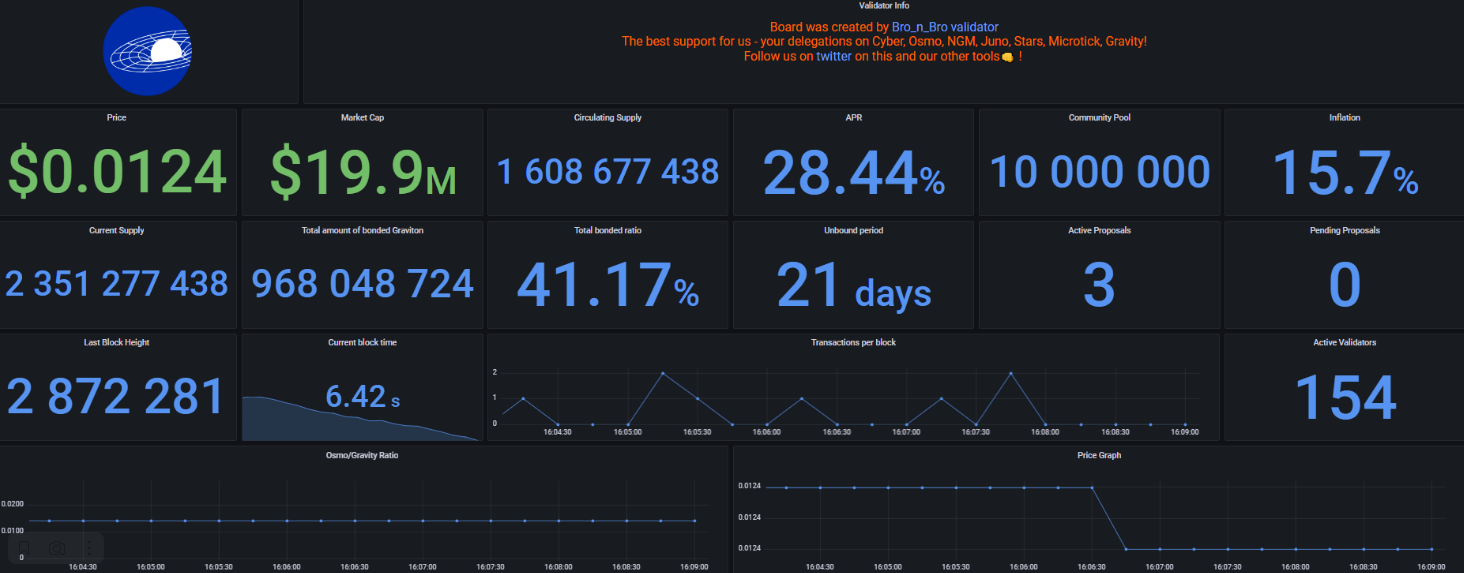 Validator Info
Board was created by Bro_n_Bro validator
The best support for us - your delegations on Cyber, Osmo, NGM, Juno, Stars, Microtick, Gravity!
Follow us on twitter on this and our other tools👊 !
Price
$0.0124
Market Cap
$19.9M
Circulating Supply
1 608 677 438
APR
28.44%
Community Pool
10 000 000
Inflation
15.7%
Current Supply
2 351 277 438
Total amount of bonded Graviton
968 048 724
Total bonded ratio
41.17%
Unbound period
21 days
Active Proposals
3
Pending Proposals
0
Last Block Height
2 872 281
Current block time
6.42 s
Transactions per block
2
1
0
16:04:30 16:05:00 16:05:30 16:06:00 16:06:30 16:07:00 16:07:30 16:08:00 16:08:30 16:09:00
Active Validators
154
Osmo/Gravity Ratio
0.0200
0.0100
0
16:04:30 16:05:00 16:05:30 16:06:00 16:06:30 16:07:00 16:07:30 16:08:00 16:08:30 16:09:00
Price Graph
0.0124
0.0124
0.0124
16:04:30 16:05:00 16:05:30 16:06:00 16:06:30 16:07:00 16:07:30 16:08:00 16:08:30 16:09:00